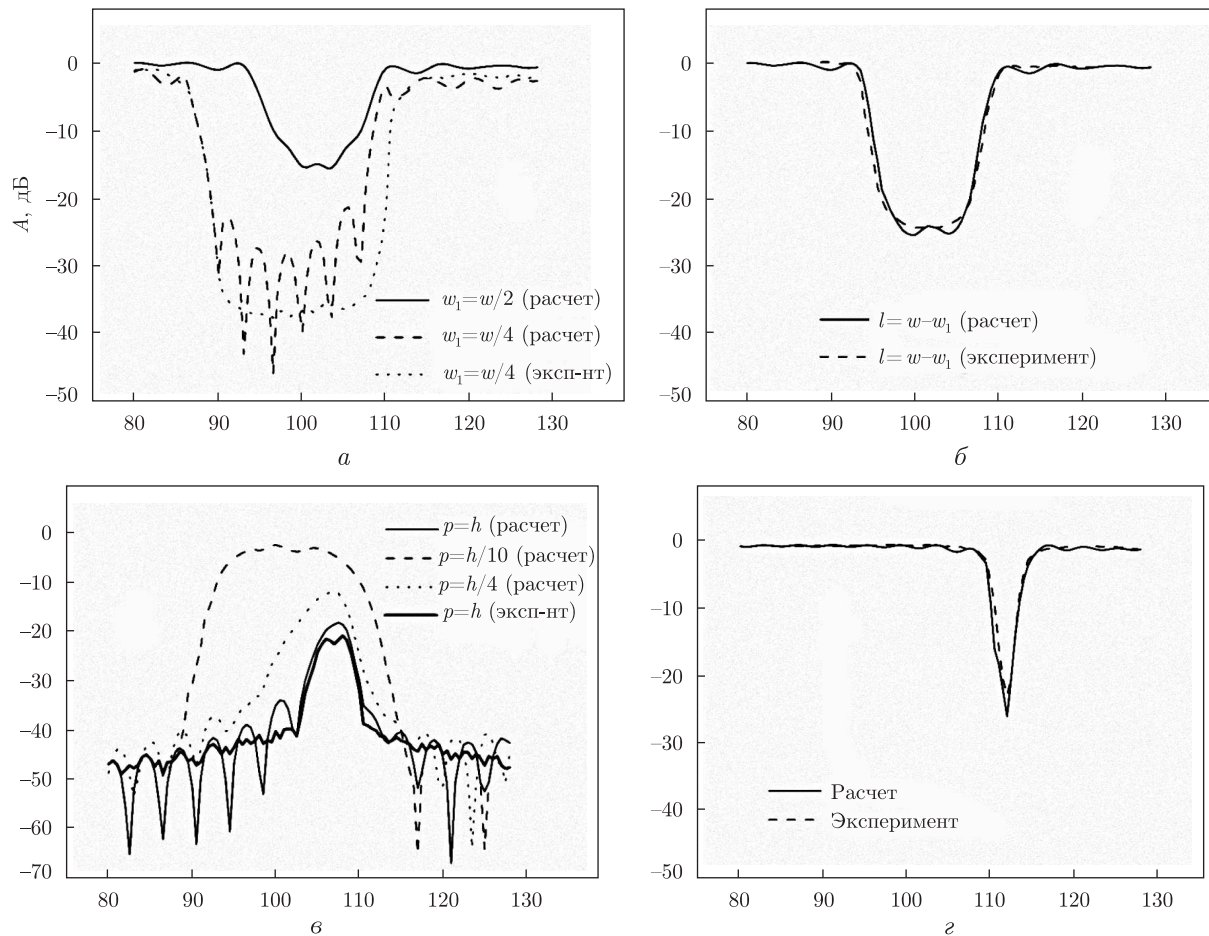 А, дБ
0
–10
–20
–30
–40
–50
80 90 100 110 120 130
w₁=w/2 (расчет)
w₁=w/4 (расчет)
w₁=w/4 (эксп-нт)
а
0
–10
–20
–30
–40
–50
80 90 100 110 120 130
l= w–w₁ (расчет)
l= w–w₁ (эксперимент)
б
0
–10
–20
–30
–40
–50
–60
–70
80 90 100 110 120 130
p=h (расчет)
p=h/10 (расчет)
p=h/4 (расчет)
p=h (эксп-нт)
в
0
–10
–20
–30
–40
–50
80 90 100 110 120 130
Расчет
Эксперимент
г